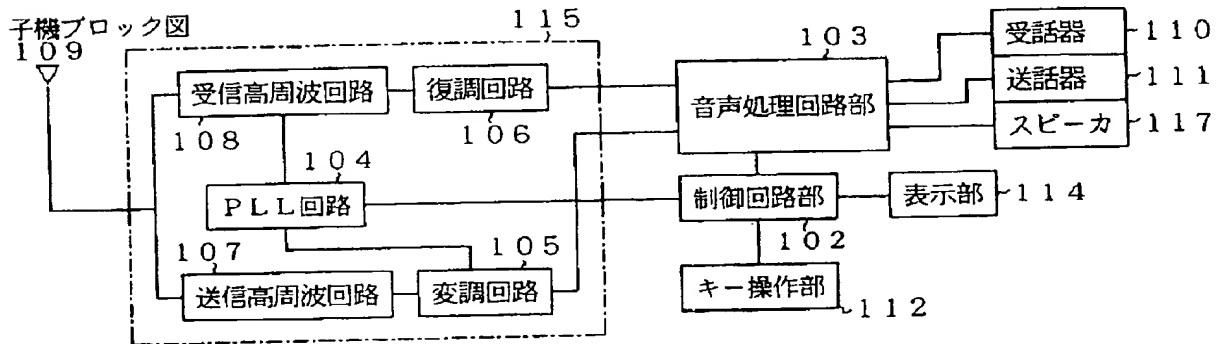 子機ブロック図
109
115
受信高周波回路
108
復調回路
106
104
PLL回路
107
送信高周波回路
105
変調回路
103
音声処理回路部
制御回路部
102
キー操作部
112
表示部
114
受話器
110
送話器
111
スピーカ
117